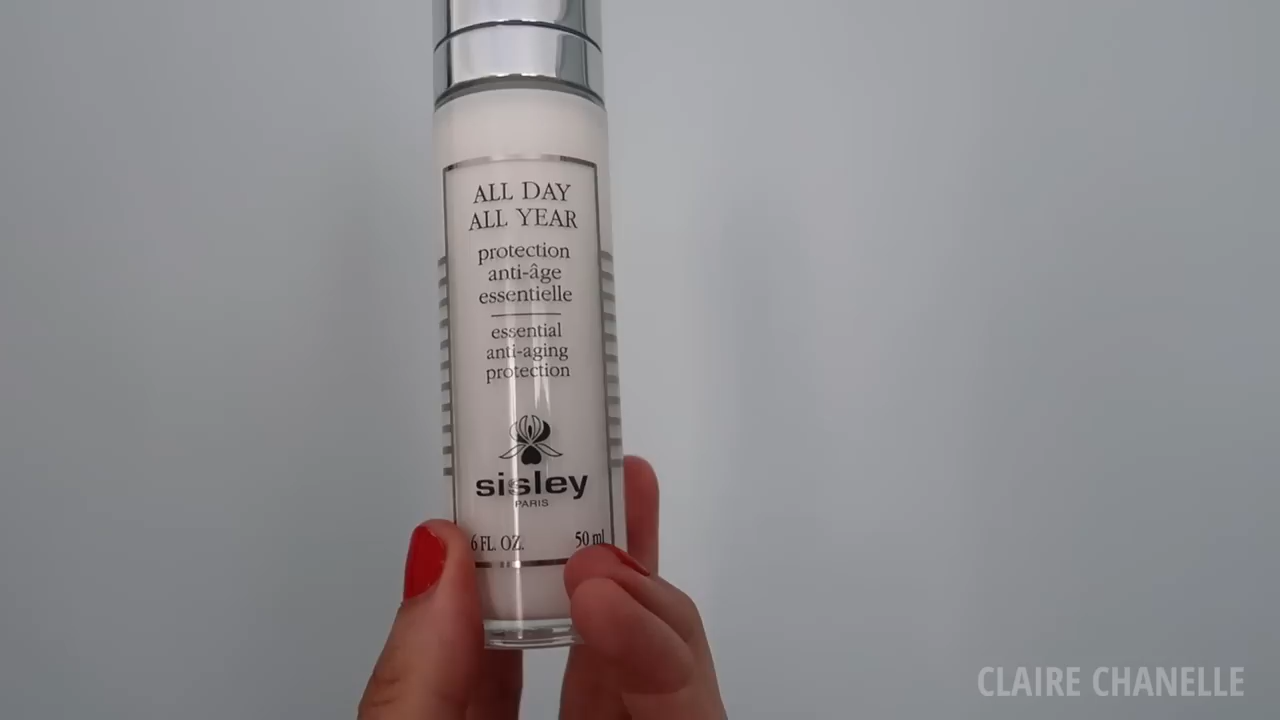 ALL DAY
ALL YEAR
protection
anti-âge
essentielle
essential
anti-aging
protection
sisley
PARIS
6 FL. OZ. 50 ml
CLAIRE CHANELLE